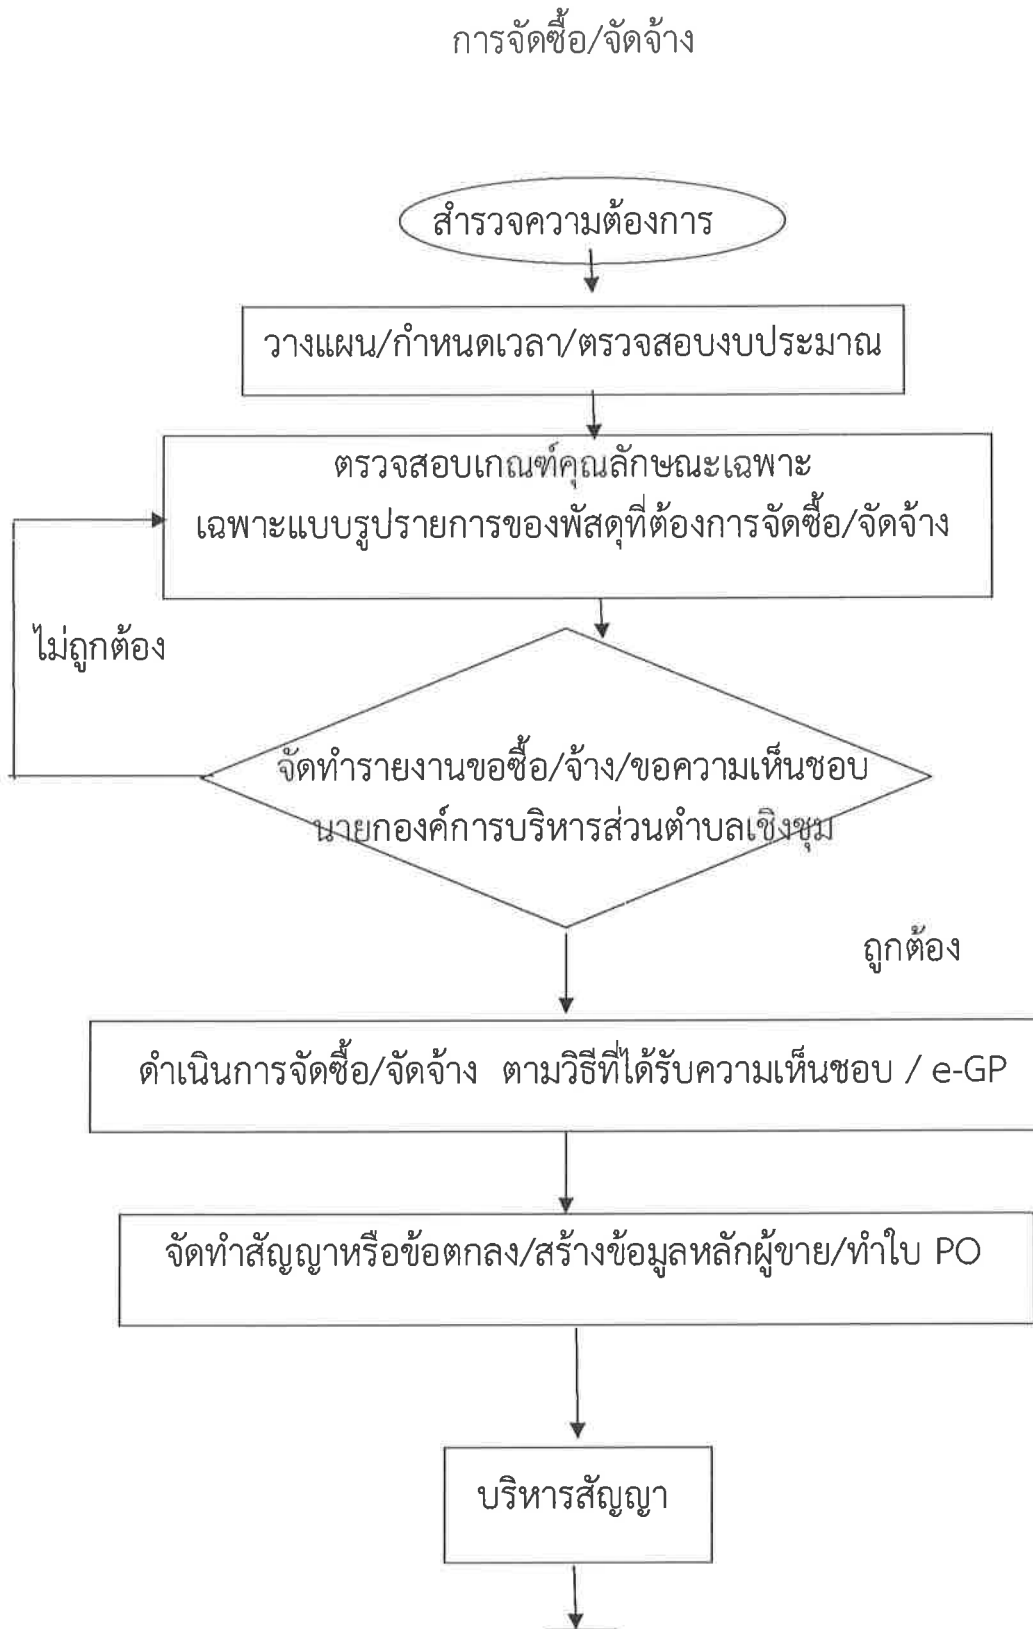 การจัดซื้อ/จัดจ้าง
สำรวจความต้องการ
วางแผน/กำหนดเวลา/ตรวจสอบงบประมาณ
ตรวจสอบเกณฑ์คุณลักษณะเฉพาะ
เฉพาะแบบรูปรายการของพัสดุที่ต้องการจัดซื้อ/จัดจ้าง
ไม่ถูกต้อง
จัดทำรายงานขอซื้อ/จ้าง/ขอความเห็นชอบ
นายกองค์การบริหารส่วนตำบลเชิงชุม
ถูกต้อง
ดำเนินการจัดซื้อ/จัดจ้าง ตามวิธีที่ได้รับความเห็นชอบ / e-GP
จัดทำสัญญาหรือข้อตกลง/สร้างข้อมูลหลักผู้ขาย/ทำใบ PO
บริหารสัญญา